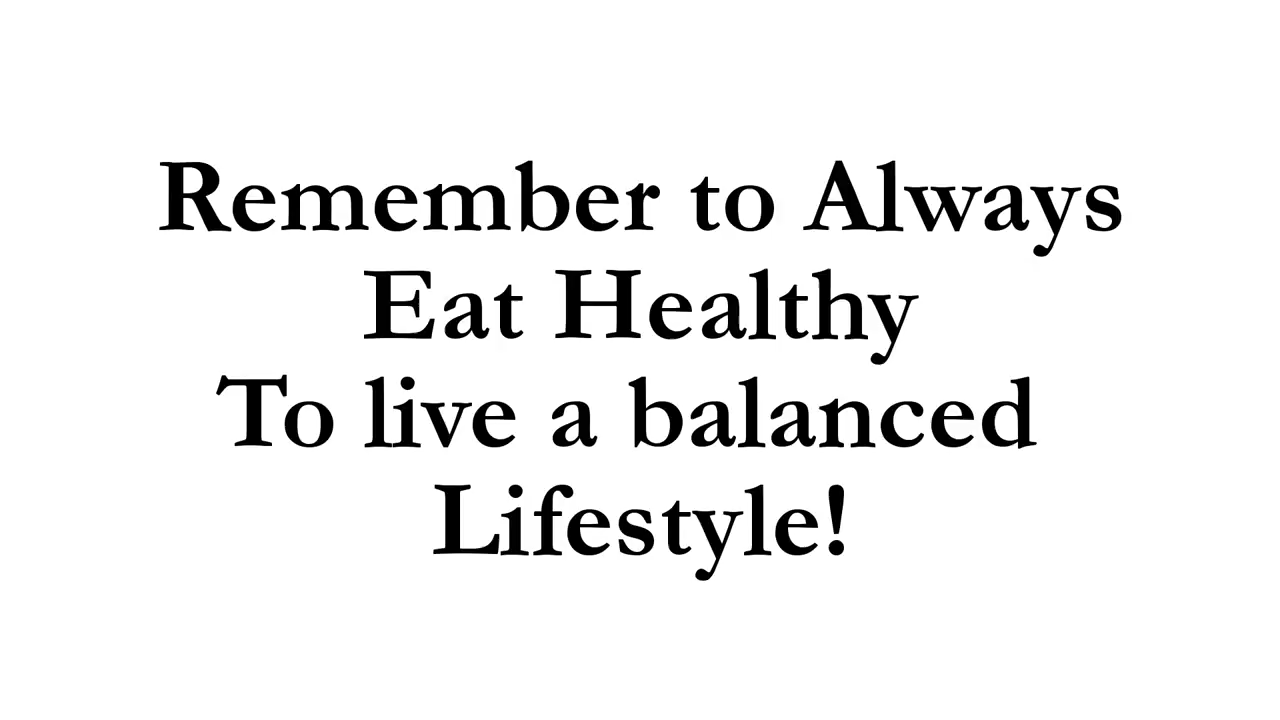 Remember to Always
Eat Healthy
To live a balanced
Lifestyle!